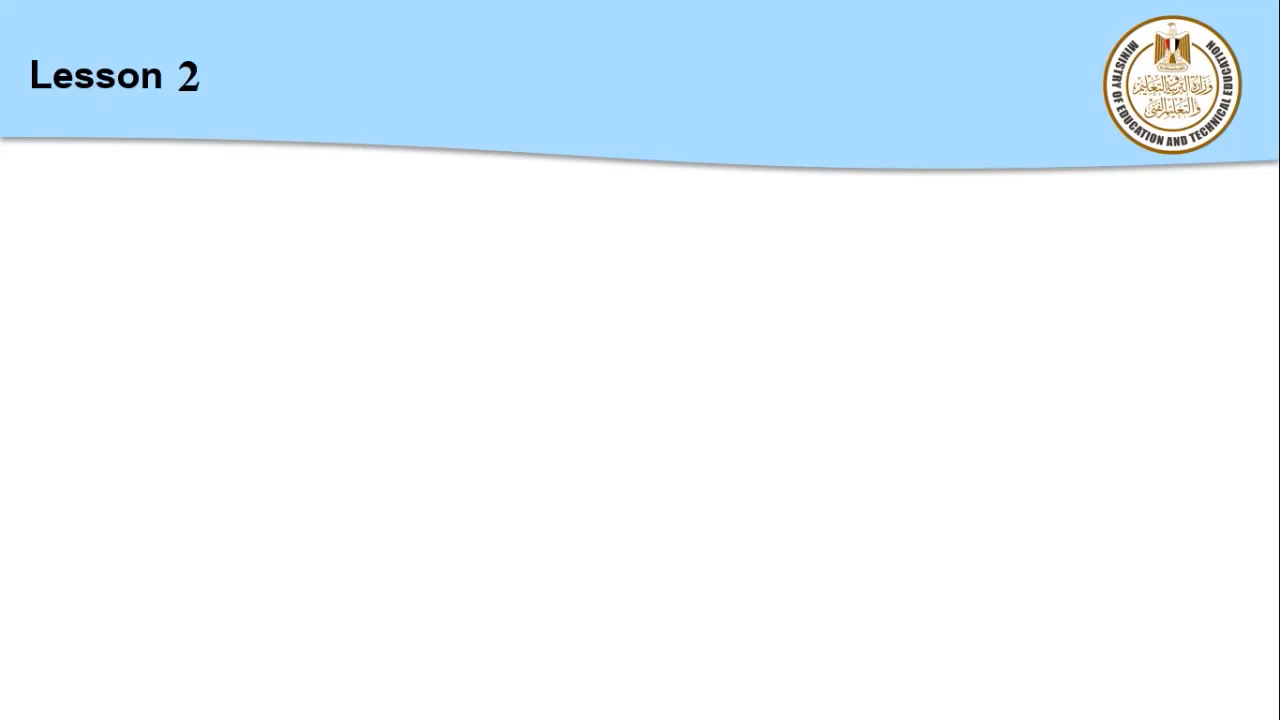 Lesson 2
وزارة التربية والتعليم
والتعليم الفني
MINISTRY OF EDUCATION AND TECHNICAL EDUCATION